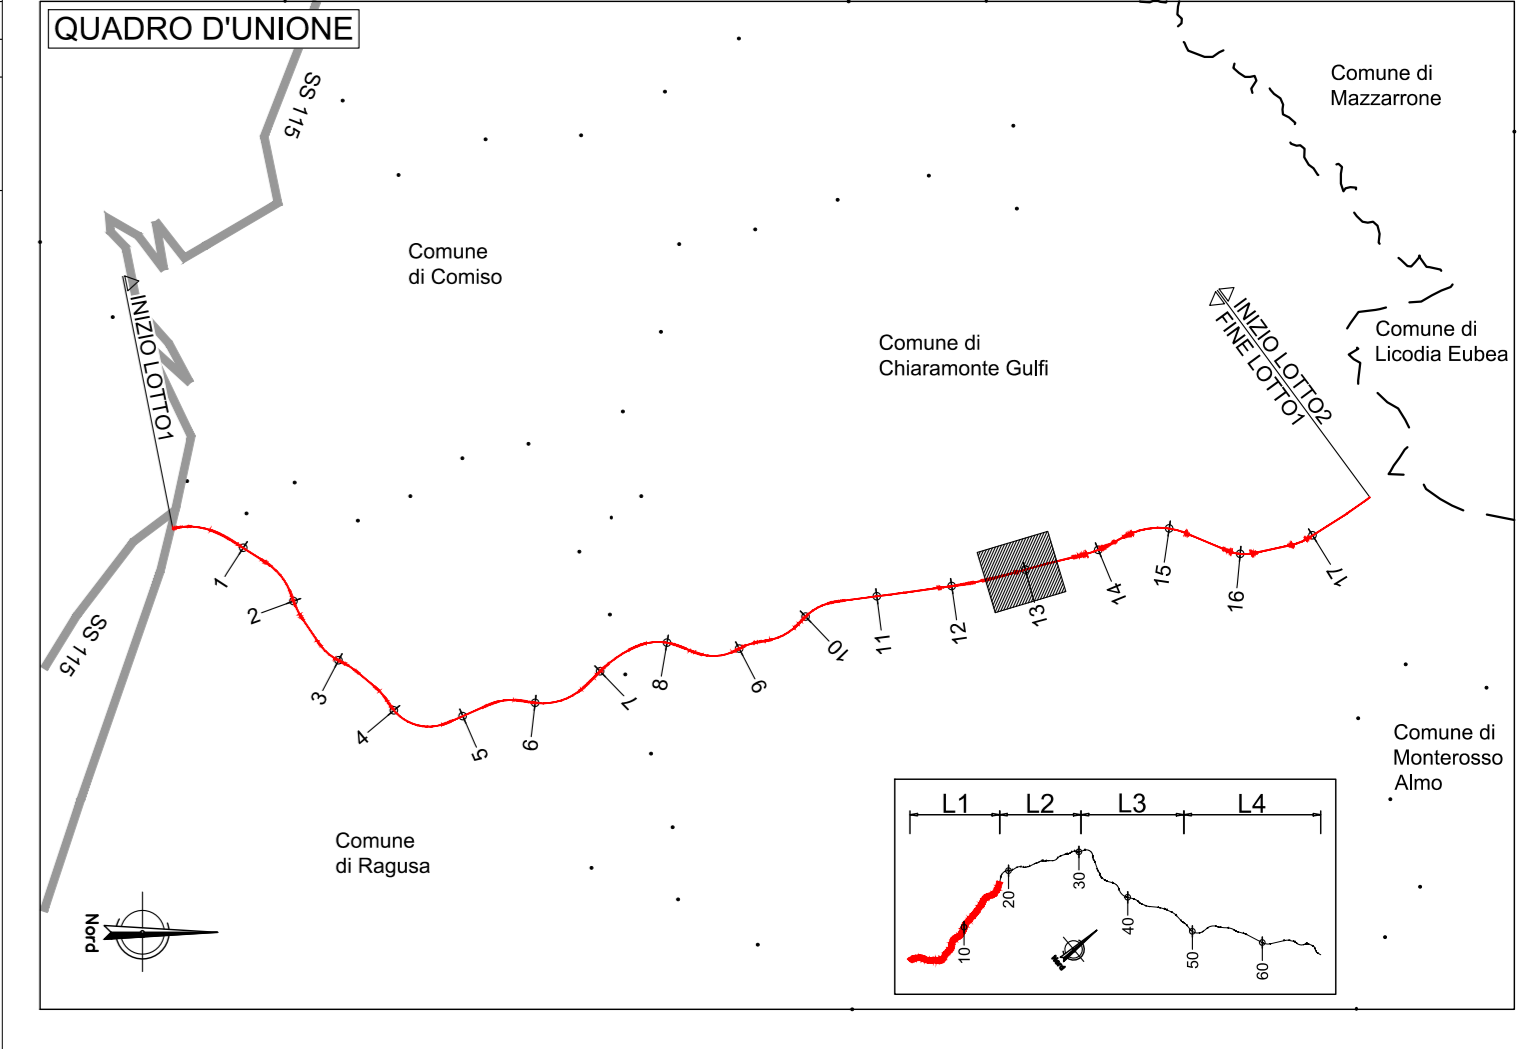 QUADRO D'UNIONE
SS 115
Comune di
Mazzarrone
Comune
di Comiso
INIZIO LOTTO1
Comune di
Chiaramonte Gulfi
INIZIO LOTTO2
FINE LOTTO1
Comune di
Licodia Eubea
1
2
3
4
5
6
7
8
9
10
11
12
13
14
15
16
17
SS 115
Comune di
Monterosso
Almo
Comune
di Ragusa
Nord
L1 L2 L3 L4
10
20
30
40
50
60
Nord